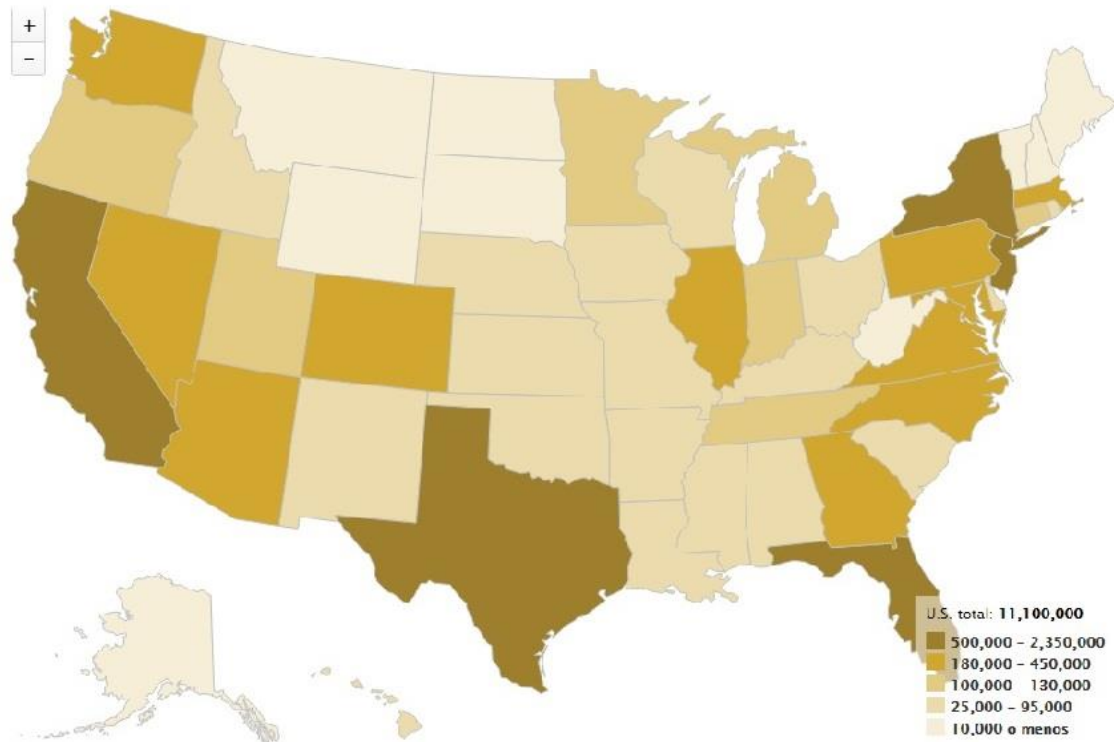 +
−
U.S. total: 11,100,000
500,000 – 2,350,000
180,000 – 450,000
100,000 130,000
25,000 – 95,000
10,000 o menos